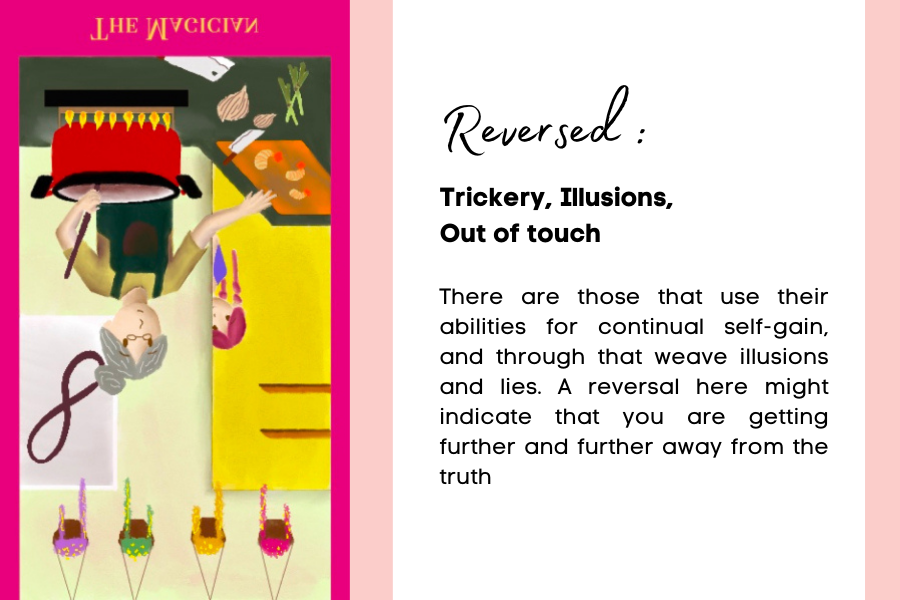 THE MAGICIAN
Reversed :
Trickery, Illusions,
Out of touch
There are those that use their
abilities for continual self-gain,
and through that weave illusions
and lies. A reversal here might
indicate that you are getting
further and further away from the
truth